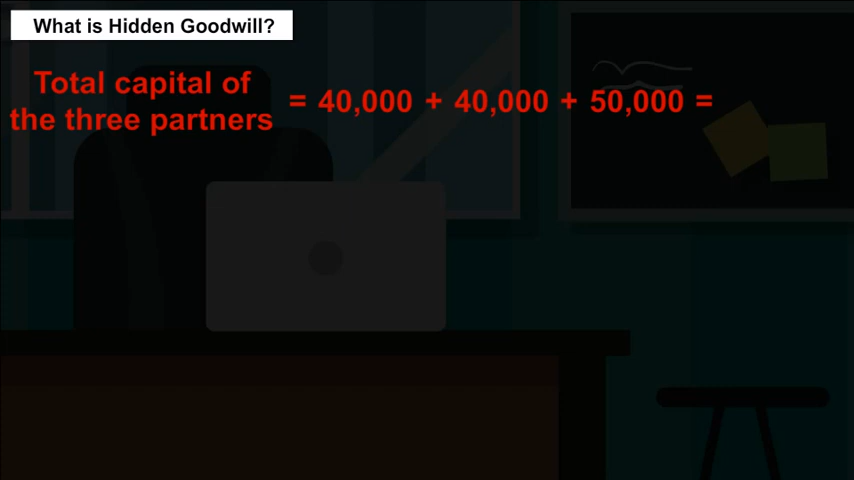 What is Hidden Goodwill?
Total capital of
the three partners
= 40,000 + 40,000 + 50,000 =